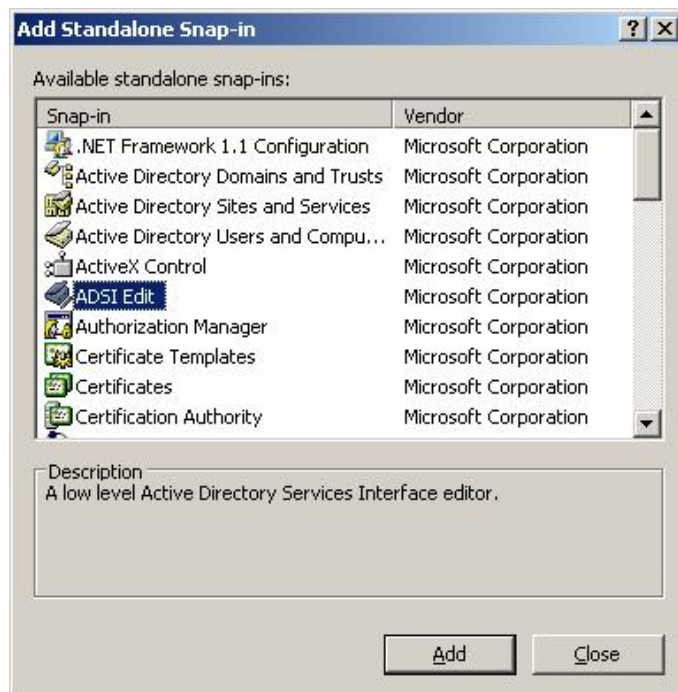 Add Standalone Snap-in
Available standalone snap-ins:
Snap-in Vendor
.NET Framework 1.1 Configuration Microsoft Corporation
Active Directory Domains and Trusts Microsoft Corporation
Active Directory Sites and Services Microsoft Corporation
Active Directory Users and Compu... Microsoft Corporation
ActiveX Control Microsoft Corporation
ADSI Edit Microsoft Corporation
Authorization Manager Microsoft Corporation
Certificate Templates Microsoft Corporation
Certificates Microsoft Corporation
Certification Authority Microsoft Corporation
Description
A low level Active Directory Services Interface editor.
Add Close